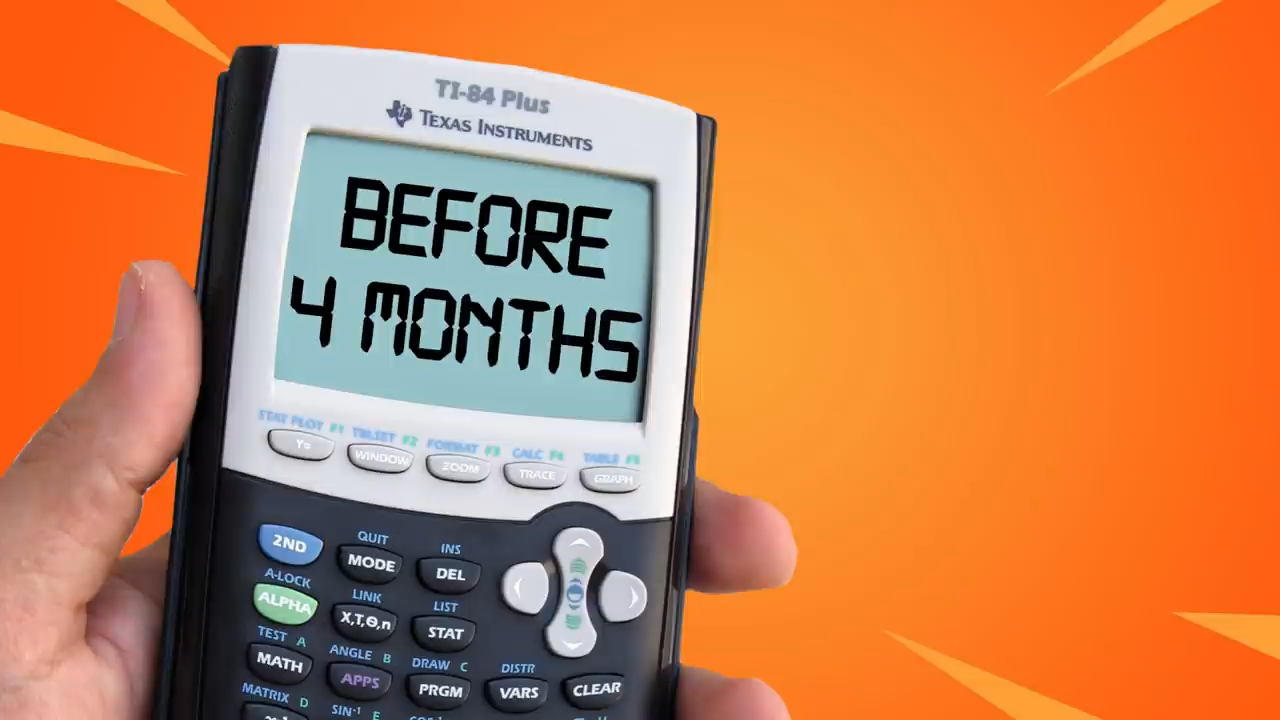 TI-84 Plus
TEXAS INSTRUMENTS
BEFORE
4 MONTHS
STAT PLOT F1 TBLSET F2 FORMAT F3 CALC F4 TABLE F5
Y= WINDOW ZOOM TRACE GRAPH
QUIT INS
2ND MODE DEL
A-LOCK LINK LIST
ALPHA X,T,Θ,n STAT
TEST A ANGLE B DRAW C DISTR
MATH APPS PRGM VARS CLEAR
MATRIX D SIN⁻¹ E